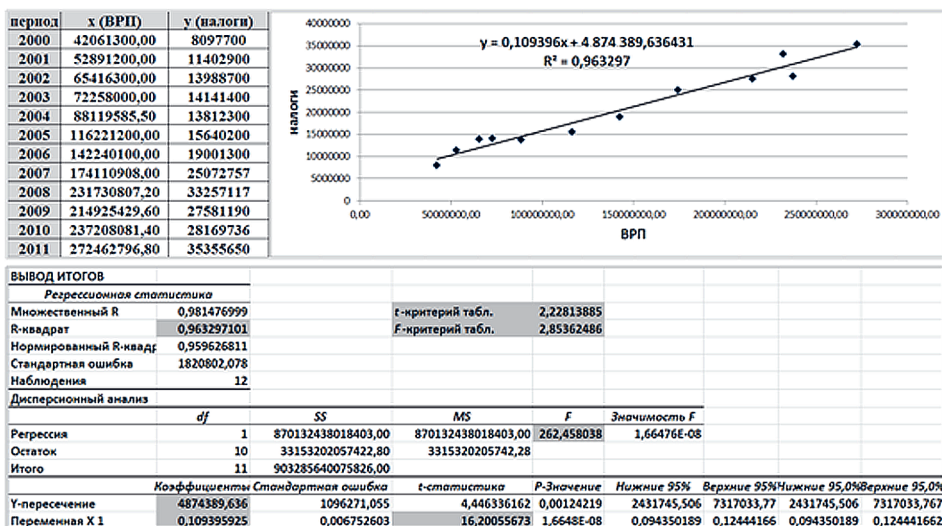 период x (ВРП) y (налоги)
2000 42061300,00 8097700
2001 52891200,00 11402900
2002 65416300,00 13988700
2003 72258000,00 14141400
2004 88119585,50 13812300
2005 116221200,00 15640200
2006 142240100,00 19001300
2007 174110908,00 25072757
2008 231730807,20 33257117
2009 214925429,60 27581190
2010 237208081,40 28169736
2011 272462796,80 35355650
40000000
35000000
30000000
25000000
20000000
15000000
10000000
5000000
0
налоги
y = 0,109396x + 4 874 389,636431
R² = 0,963297
0,00 50000000,00 100000000,00 150000000,00 200000000,00 250000000,00 300000000,00
ВРП
ВЫВОД ИТОГОВ
Регрессионная статистика
Множественный R 0,981476999 t-критерий табл. 2,22813885
R-квадрат 0,963297101 F-критерий табл. 2,85362486
Нормированный R-квадр 0,959626811
Стандартная ошибка 1820802,078
Наблюдения 12
Дисперсионный анализ
df SS MS F Значимость F
Регрессия 1 870132438018403,00 870132438018403,00 262,458038 1,66476E-08
Остаток 10 33153202057422,80 3315320205742,28
Итого 11 903285640075826,00
Коэффициенты Стандартная ошибка t-статистика P-Значение Нижние 95% Верхние 95% Нижние 95,0% Верхние 95,0%
Y-пересечение 4874389,636 1096271,055 4,446336162 0,00124219 2431745,506 7317033,77 2431745,506 7317033,767
Переменная X 1 0,109395925 0,006752603 16,20055673 1,6648E-08 0,094350189 0,12444166 0,094350189 0,124441662